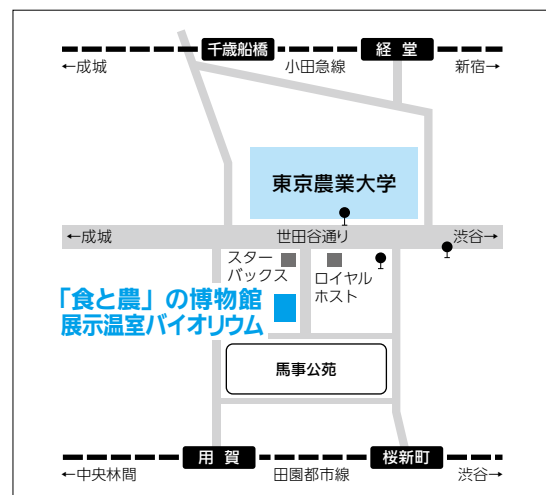 千歳船橋
経堂
←成城
小田急線
新宿→
東京農業大学
←成城
世田谷通り
渋谷→
スター
バックス
ロイヤル
ホスト
「食と農」の博物館
展示温室バイオリウム
馬事公苑
用賀
桜新町
←中央林間
田園都市線
渋谷→